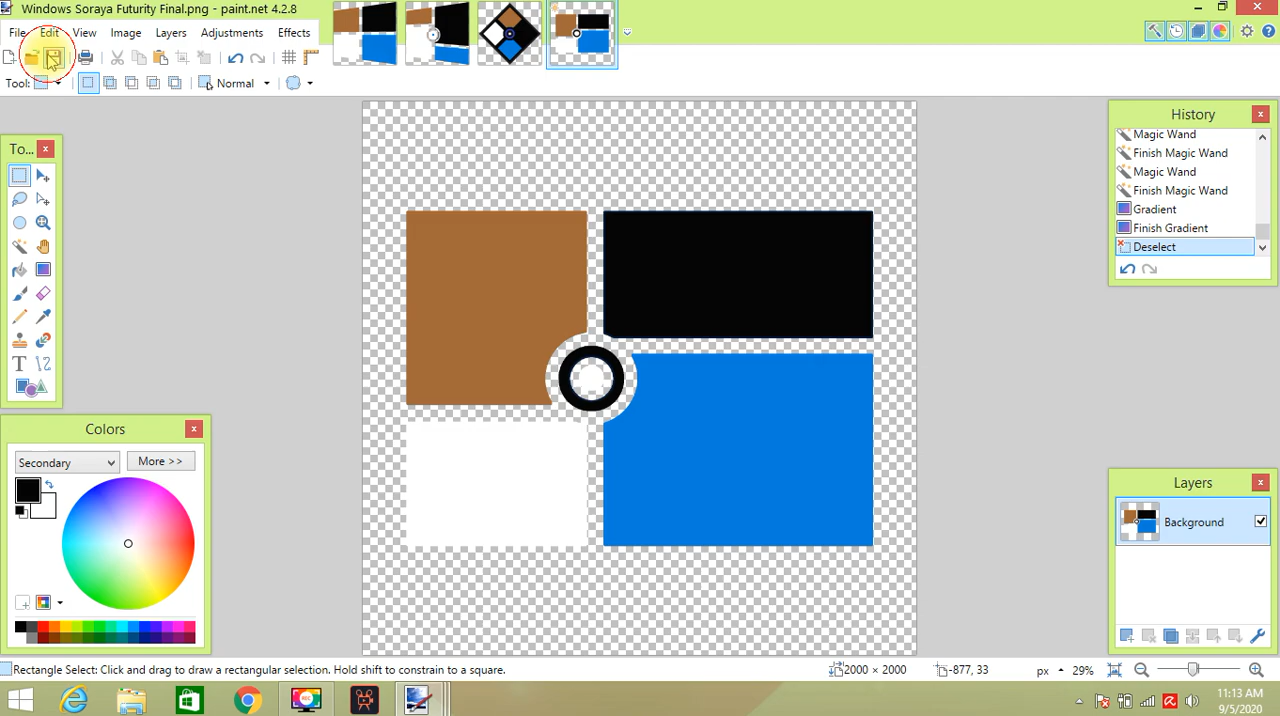 Windows Soraya Futurity Final.png - paint.net 4.2.8
File Edit View Image Layers Adjustments Effects
Tool: Normal
To...
History
Magic Wand
Finish Magic Wand
Magic Wand
Finish Magic Wand
Gradient
Finish Gradient
Deselect
Colors
Secondary
More >>
Layers
Background
Rectangle Select: Click and drag to draw a rectangular selection. Hold shift to constrain to a square.
2000 × 2000
-877, 33
px
29%
REC
11:13 AM
9/5/2020